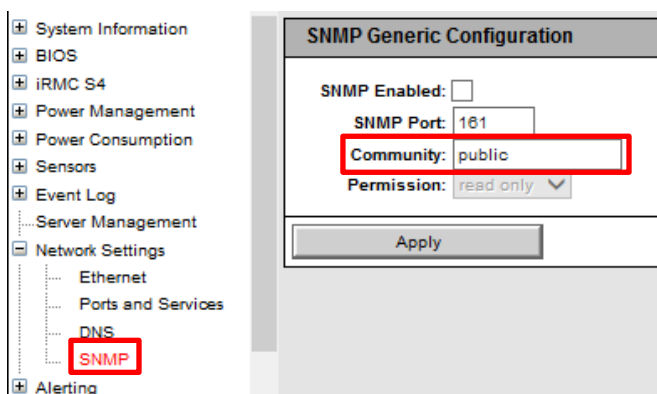 System Information
BIOS
iRMC S4
Power Management
Power Consumption
Sensors
Event Log
Server Management
Network Settings
Ethernet
Ports and Services
DNS
SNMP
Alerting
SNMP Generic Configuration
SNMP Enabled:
SNMP Port: 161
Community: public
Permission: read only
Apply